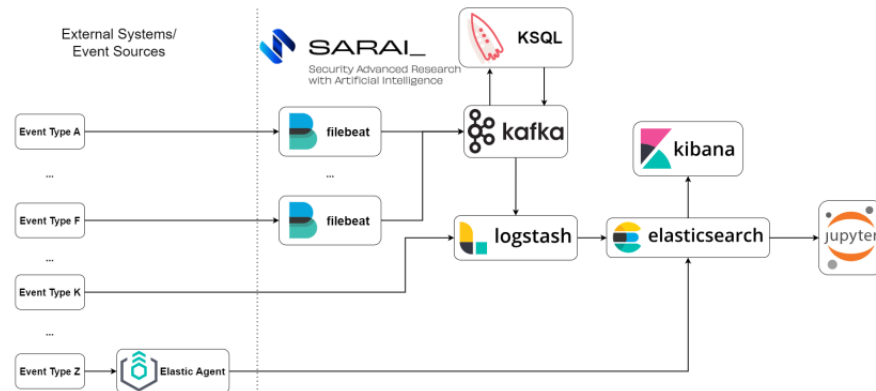 External Systems/
Event Sources
SARAI_
Security Advanced Research
with Artificial Intelligence
KSQL
Event Type A
filebeat
kafka
...
...
kibana
Event Type F
filebeat
logstash
elasticsearch
jupyter
...
Event Type K
...
Event Type Z
Elastic Agent